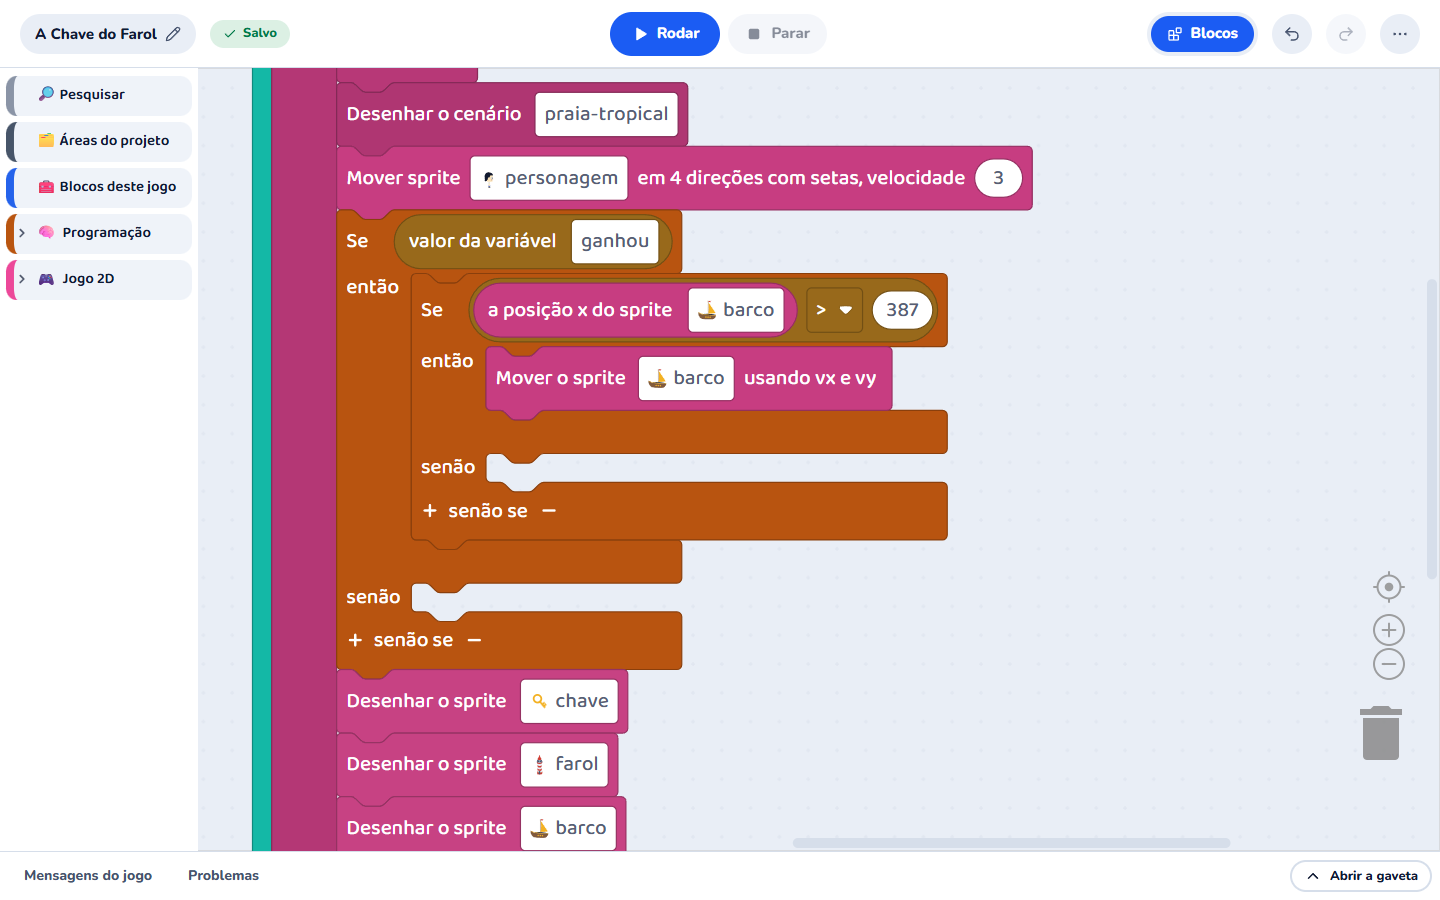 A Chave do Farol
Salvo
Rodar
Parar
Blocos
Pesquisar
Áreas do projeto
Blocos deste jogo
Programação
Jogo 2D
Desenhar o cenário praia-tropical
Mover sprite personagem em 4 direções com setas, velocidade 3
Se valor da variável ganhou
então
Se a posição x do sprite barco > 387
então
Mover o sprite barco usando vx e vy
senão
+ senão se −
senão
+ senão se −
Desenhar o sprite chave
Desenhar o sprite farol
Desenhar o sprite barco
Mensagens do jogo
Problemas
Abrir a gaveta